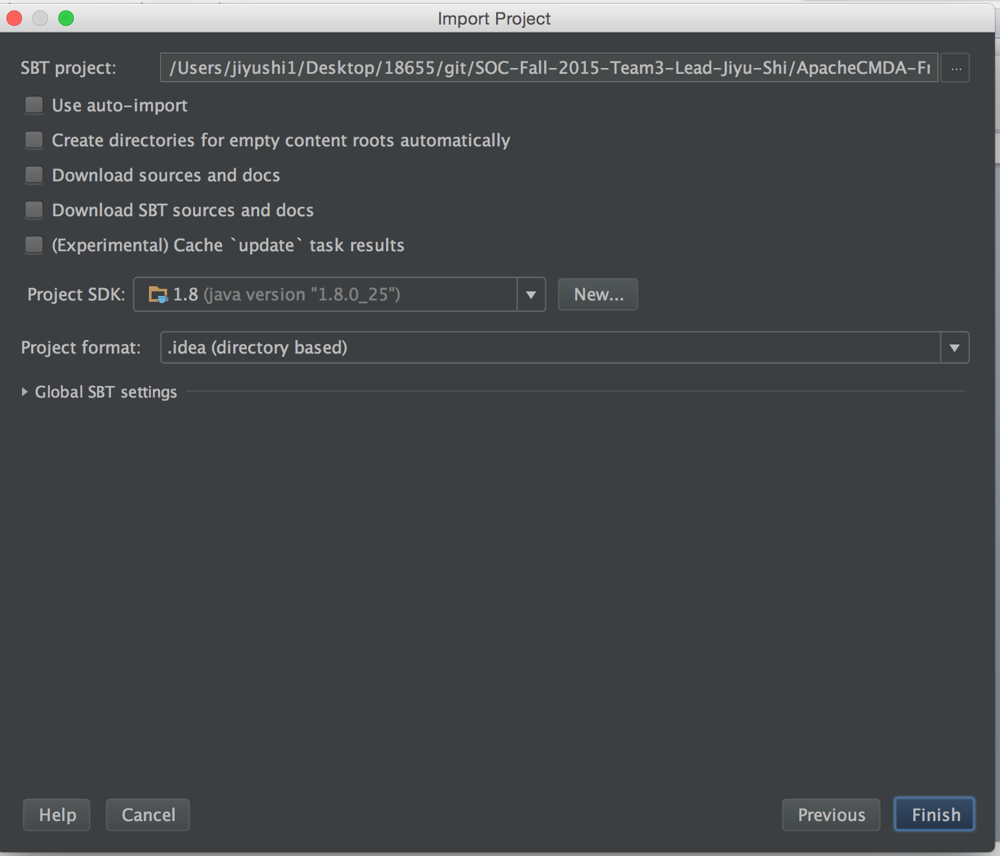 Import Project
SBT project: /Users/jiyushi1/Desktop/18655/git/SOC-Fall-2015-Team3-Lead-Jiyu-Shi/ApacheCMDA-Fr ...
Use auto-import
Create directories for empty content roots automatically
Download sources and docs
Download SBT sources and docs
(Experimental) Cache `update` task results
Project SDK: 1.8 (java version "1.8.0_25") New...
Project format: .idea (directory based)
Global SBT settings
Help Cancel Previous Finish